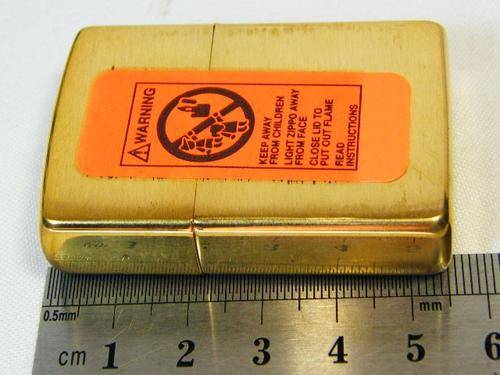 WARNING
KEEP AWAY
FROM CHILDREN
LIGHT ZIPPO AWAY
FROM FACE
CLOSE LID TO
PUT OUT FLAME
READ
INSTRUCTIONS
0.5mm
mm
cm 1 2 3 4 5 6